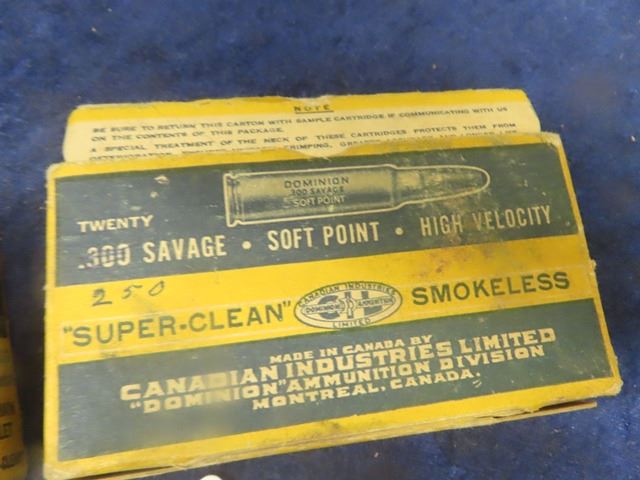 NOTE
BE SURE TO RETURN THIS CARTON WITH SAMPLE CARTRIDGE IF COMMUNICATING WITH US
ON THE CONTENTS OF THIS PACKAGE.
A SPECIAL TREATMENT OF THE NECK OF THESE CARTRIDGES PROTECTS THEM FROM
DOMINION
300 SAVAGE
SOFT POINT
TWENTY
.300 SAVAGE • SOFT POINT • HIGH VELOCITY
250
"SUPER-CLEAN" SMOKELESS
CANADIAN INDUSTRIES
DOMINION AMMUNITION
CIL
LIMITED
MADE IN CANADA BY
CANADIAN INDUSTRIES LIMITED
"DOMINION" AMMUNITION DIVISION
MONTREAL, CANADA.